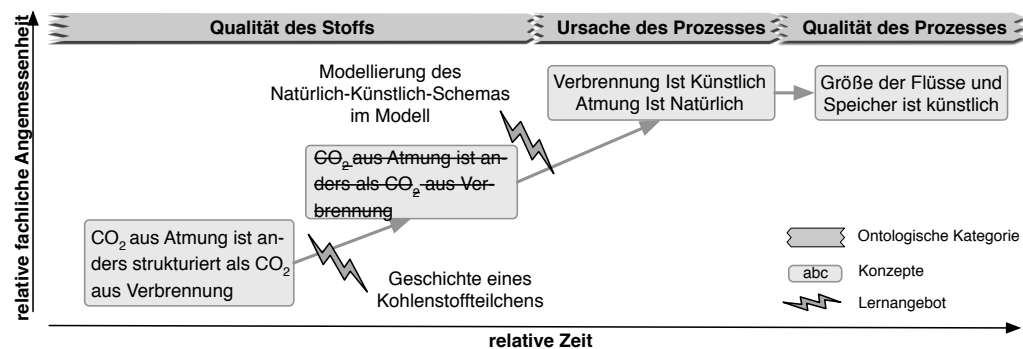 Qualität des Stoffs
Ursache des Prozesses
Qualität des Prozesses
relative fachliche Angemessenheit
Modellierung des
Natürlich-Künstlich-Schemas
im Modell
Verbrennung Ist Künstlich
Atmung Ist Natürlich
Größe der Flüsse und
Speicher ist künstlich
CO₂ aus Atmung ist an-
ders als CO₂ aus Ver-
brennung
CO₂ aus Atmung ist an-
ders strukturiert als CO₂
aus Verbrennung
Geschichte eines
Kohlenstoffteilchens
Ontologische Kategorie
abc
Konzepte
Lernangebot
relative Zeit